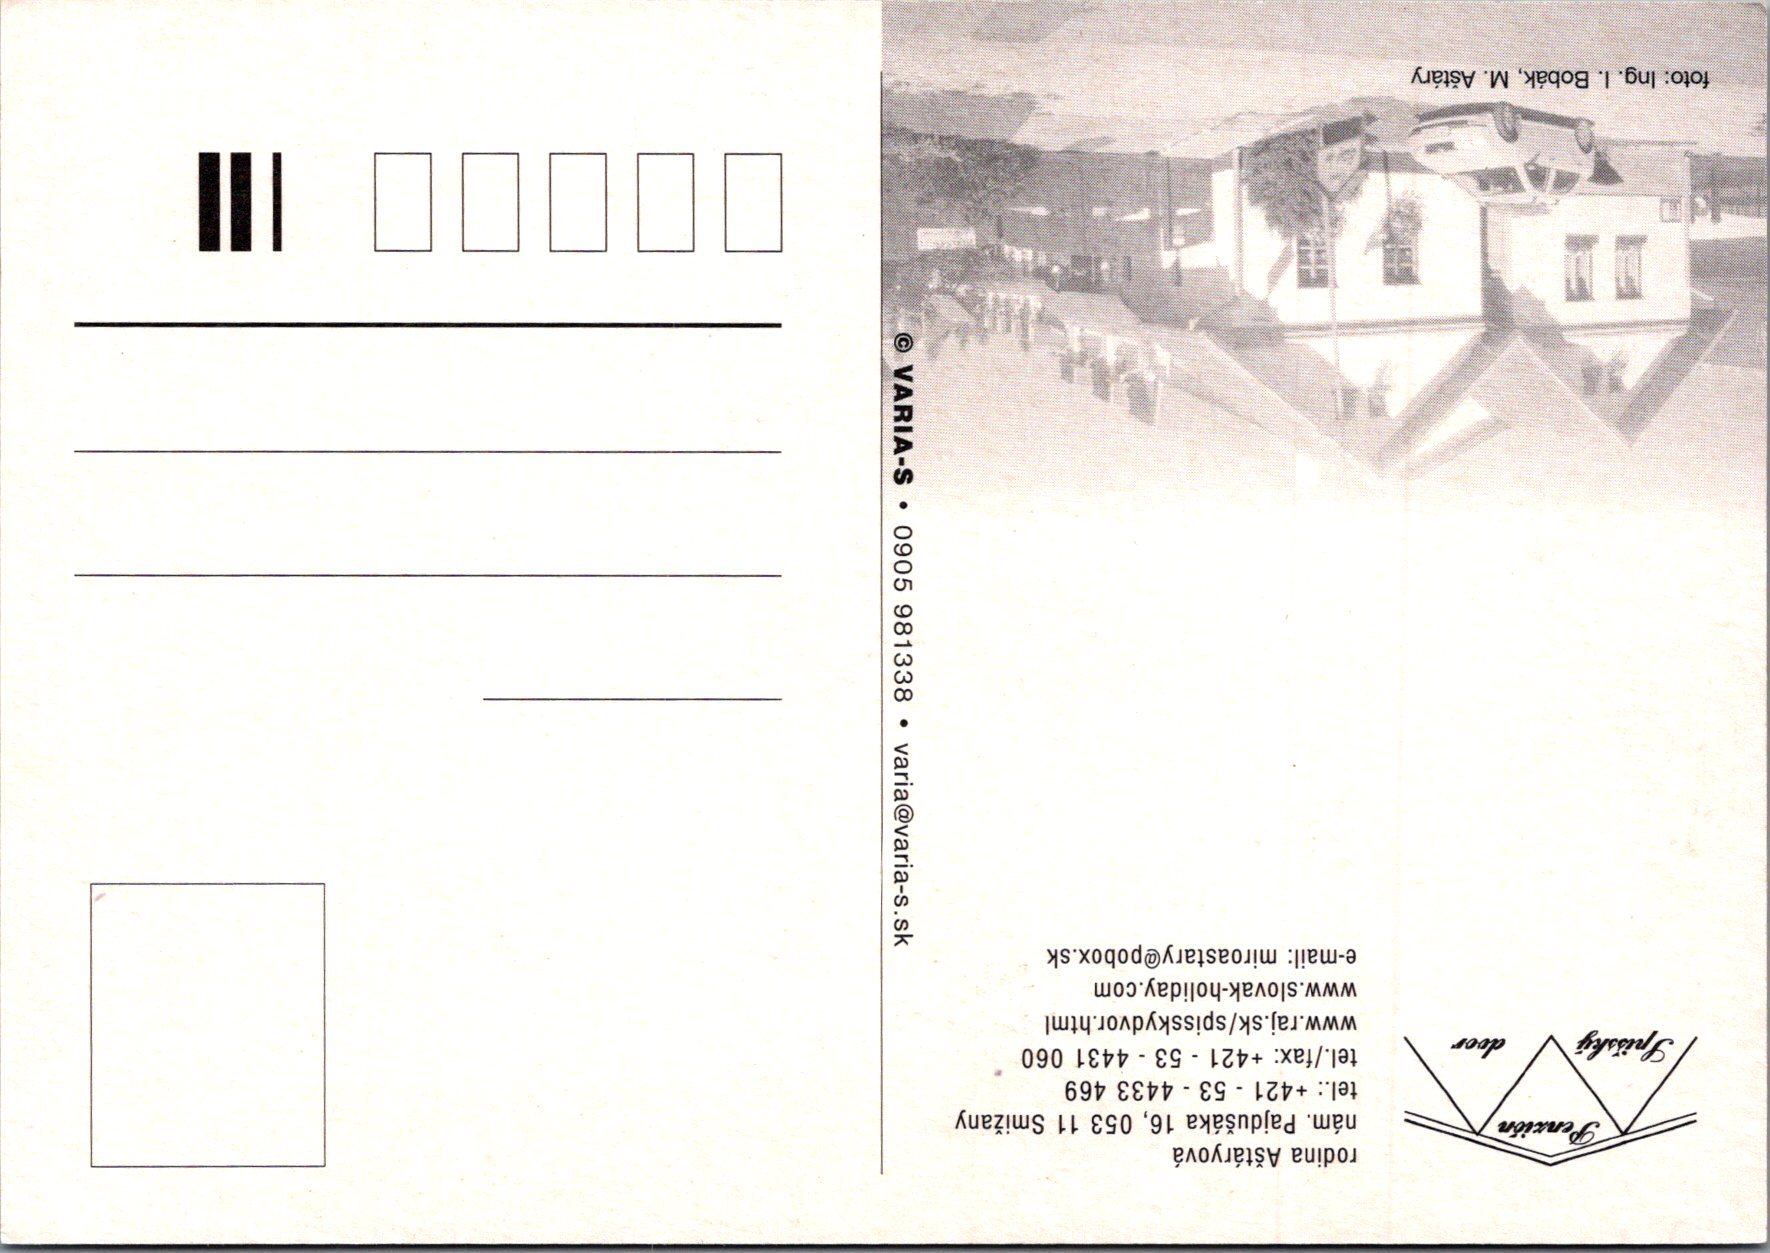 Penzión
Spišský dvor
rodina Aštáryová
nám. Pajdušáka 16, 053 11 Smižany
tel.: +421 - 53 - 4433 469
tel./fax: +421 - 53 - 4431 060
www.raj.sk/spisskydvor.html
www.slovak-holiday.com
e-mail: miroastary@pobox.sk
© VARIA-S • 0905 981338 • varia@varia-s.sk
foto: Ing. I. Bobák, M. Aštáry